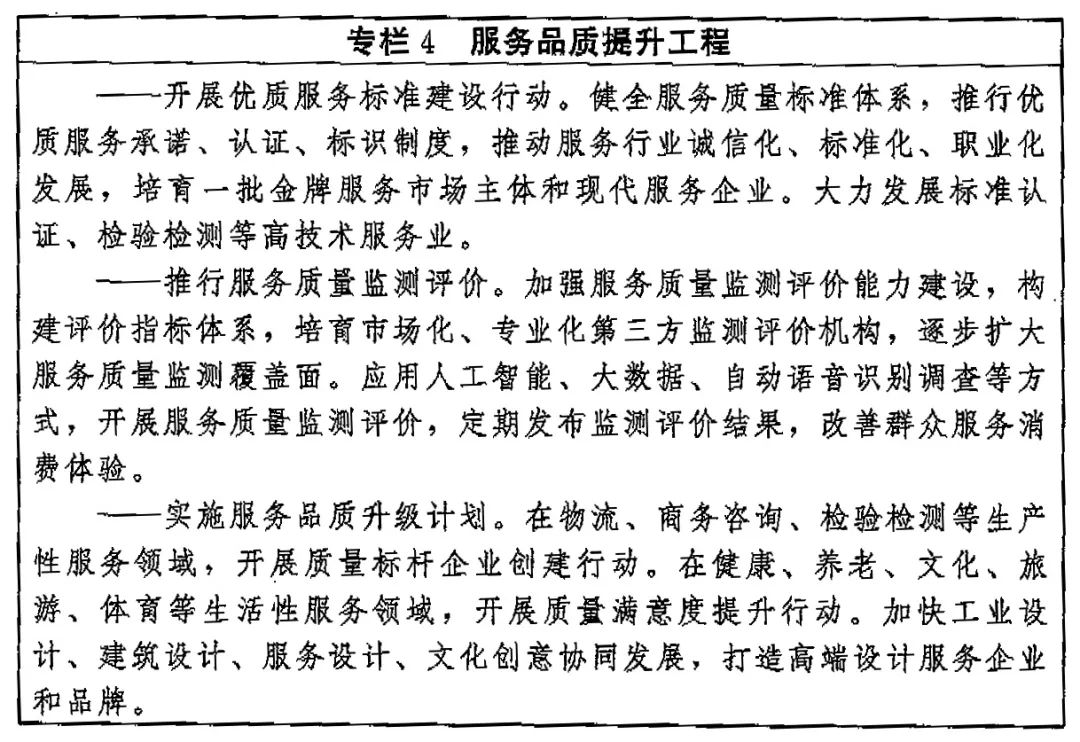 专栏 4 服务品质提升工程
——开展优质服务标准建设行动。健全服务质量标准体系，推行优
质服务承诺、认证、标识制度，推动服务行业诚信化、标准化、职业化
发展，培育一批金牌服务市场主体和现代服务企业。大力发展标准认
证、检验检测等高技术服务业。
——推行服务质量监测评价。加强服务质量监测评价能力建设，构
建评价指标体系，培育市场化、专业化第三方监测评价机构，逐步扩大
服务质量监测覆盖面。应用人工智能、大数据、自动语音识别调查等方
式，开展服务质量监测评价，定期发布监测评价结果，改善群众服务消
费体验。
——实施服务品质升级计划。在物流、商务咨询、检验检测等生产
性服务领域，开展质量标杆企业创建行动。在健康、养老、文化、旅
游、体育等生活性服务领域，开展质量满意度提升行动。加快工业设
计、建筑设计、服务设计、文化创意协同发展，打造高端设计服务企业
和品牌。